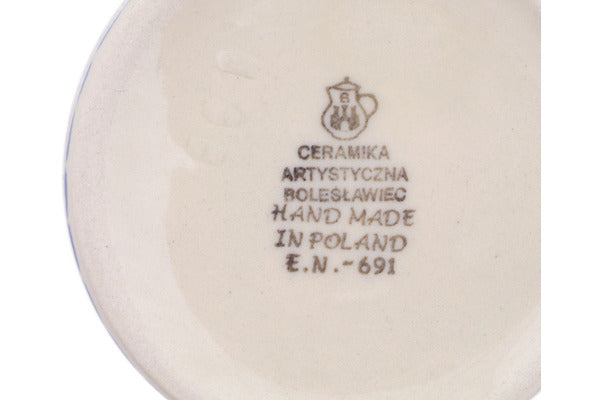 B
CERAMIKA
ARTYSTYCZNA
BOLESŁAWIEC
HAND MADE
IN POLAND
E.N.-691